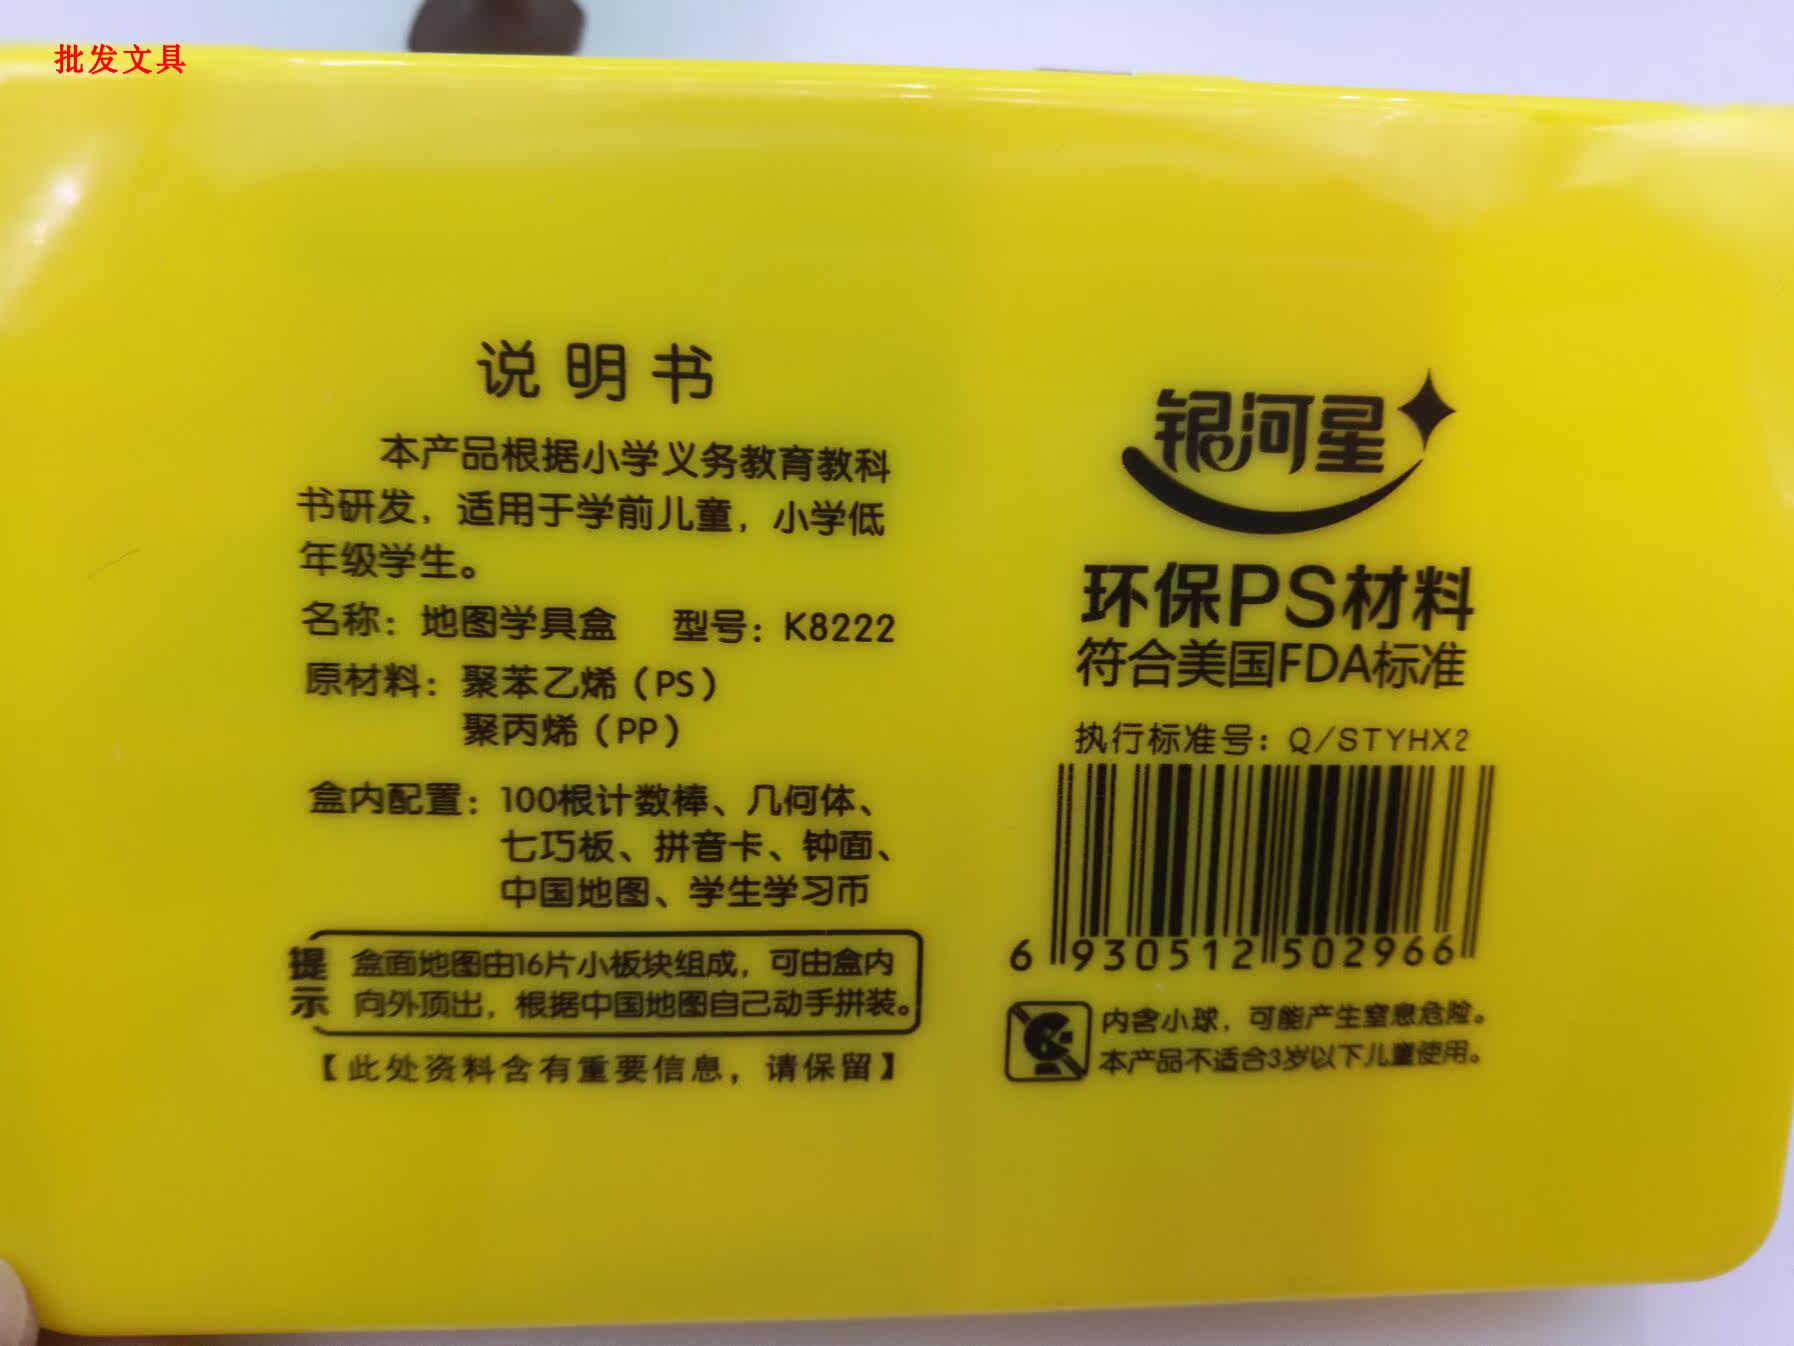 批发文具
说明书
本产品根据小学义务教育教科
书研发，适用于学前儿童，小学低
年级学生。
名称：地图学具盒 型号：K8222
原材料：聚苯乙烯（PS）
聚丙烯（PP）
盒内配置：100根计数棒、几何体、
七巧板、拼音卡、钟面、
中国地图、学生学习币
提示
盒面地图由16片小板块组成，可由盒内
向外顶出，根据中国地图自己动手拼装。
【此处资料含有重要信息，请保留】
银河星
环保PS材料
符合美国FDA标准
执行标准号：Q/STYHX2
6 930512 502966
内含小球，可能产生窒息危险。
本产品不适合3岁以下儿童使用。